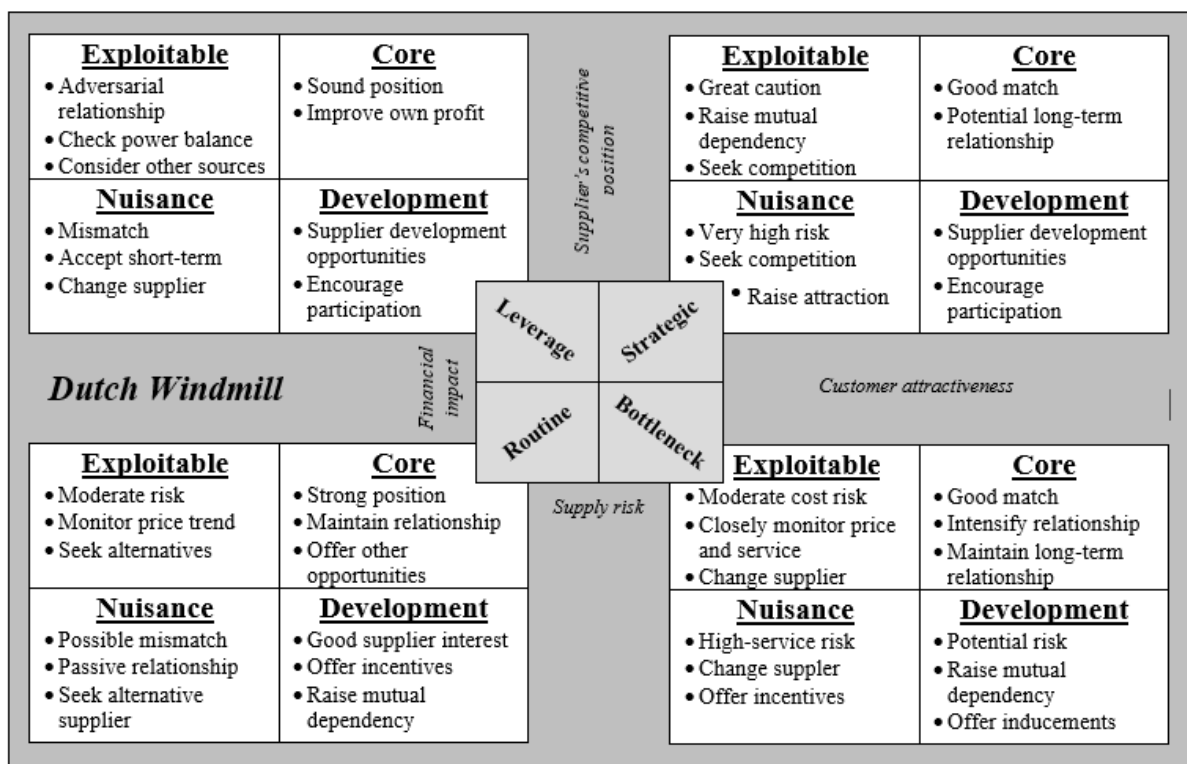 Exploitable
• Adversarial
relationship
• Check power balance
• Consider other sources
Core
• Sound position
• Improve own profit
Nuisance
• Mismatch
• Accept short-term
• Change supplier
Development
• Supplier development
opportunities
• Encourage
participation
Supplier's competitive
position
Exploitable
• Great caution
• Raise mutual
dependency
• Seek competition
Core
• Good match
• Potential long-term
relationship
Nuisance
• Very high risk
• Seek competition
• Raise attraction
Development
• Supplier development
opportunities
• Encourage
participation
Leverage
Strategic
Routine
Bottleneck
Dutch Windmill
Financial
impact
Customer attractiveness
Supply risk
Exploitable
• Moderate risk
• Monitor price trend
• Seek alternatives
Core
• Strong position
• Maintain relationship
• Offer other
opportunities
Nuisance
• Possible mismatch
• Passive relationship
• Seek alternative
supplier
Development
• Good supplier interest
• Offer incentives
• Raise mutual
dependency
Exploitable
• Moderate cost risk
• Closely monitor price
and service
• Change supplier
Core
• Good match
• Intensify relationship
• Maintain long-term
relationship
Nuisance
• High-service risk
• Change suppler
• Offer incentives
Development
• Potential risk
• Raise mutual
dependency
• Offer inducements